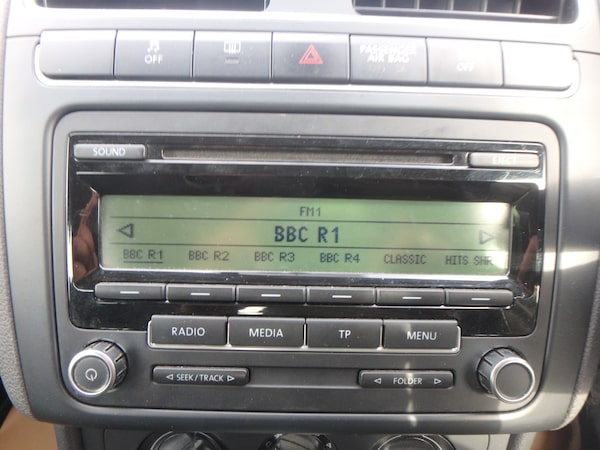 OFF PASSENGER AIR BAG OFF
SOUND EJECT
FM1
BBC R1
BBC R1 BBC R2 BBC R3 BBC R4 CLASSIC HITS SHR
RADIO MEDIA TP MENU
SEEK/TRACK FOLDER